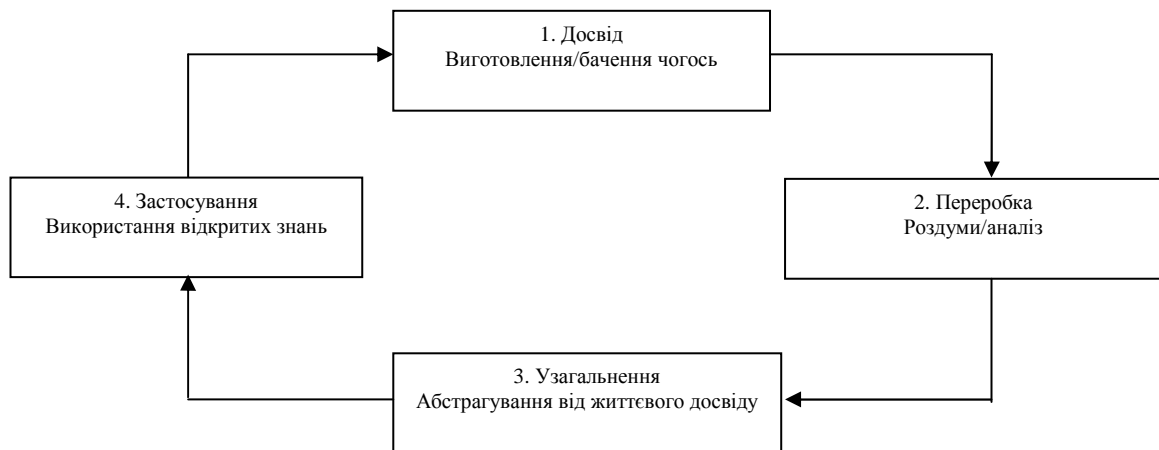 1. Досвід
Виготовлення/бачення чогось
2. Переробка
Роздуми/аналіз
3. Узагальнення
Абстрагування від життєвого досвіду
4. Застосування
Використання відкритих знань